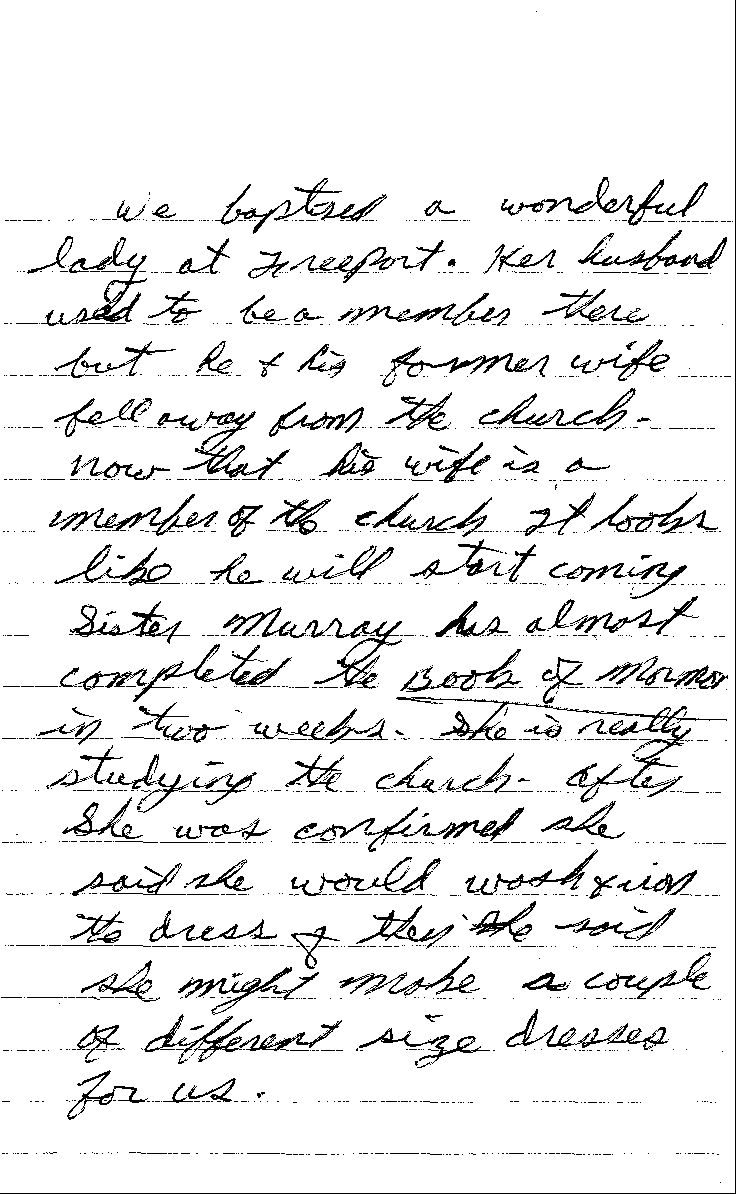 We baptised a wonderful
lady at Freeport. Her husband
used to be a member there
but he & his former wife
fell away from the church -
now that his wife is a
member of the church It looks
like he will start coming
Sister Murray has almost
completed the Book of Mormon
in two weeks. She is really
studying the church - after
She was confirmed she
said she would wash & iron
the dress & then she said
she might make a couple
of different size dresses
for us.